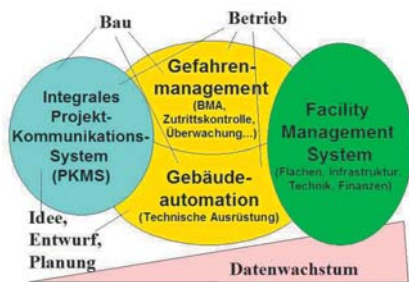 Bau
Betrieb
Gefahren-
management
(BMA,
Zutrittskontrolle,
Überwachung...)
Integrales
Projekt-
Kommunikations-
System
(PKMS)
Facility
Management
System
(Flächen, Infrastruktur,
Technik, Finanzen)
Gebäude-
automation
(Technische Ausrüstung)
Idee,
Entwurf,
Planung
Datenwachstum